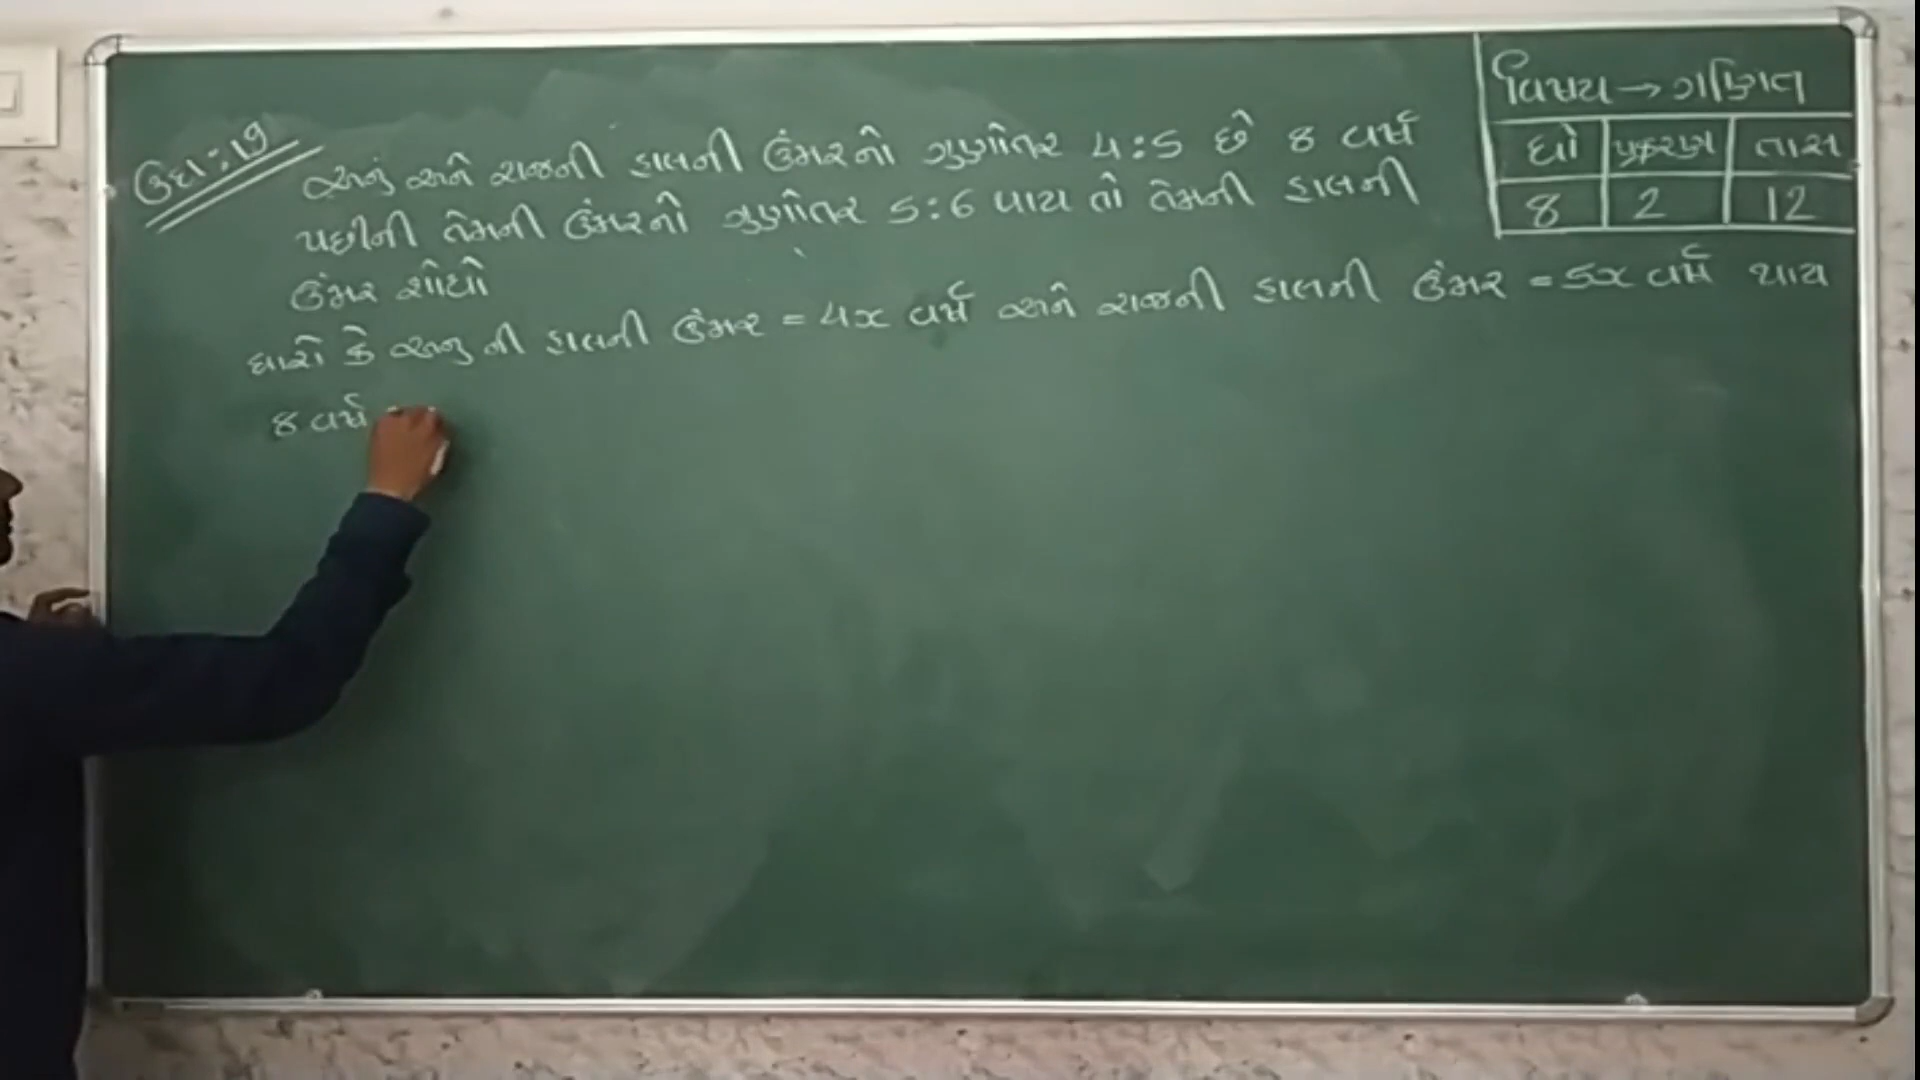 ઉદા:19
અનું અને રાજની હાલની ઉંમરનો ગુણોતર 4:5 છે 8 વર્ષ
પછીની તેમની ઉંમરનો ગુણોતર 5:6 થાય તો તેમની હાલની
ઉંમર શોધો
ધારો કે અનુ ની હાલની ઉંમર = 4x વર્ષ અને રાજની હાલની ઉંમર = 5x વર્ષ થાય
8 વર્ષ
વિષય → ગણિત
ધો પ્રકરણ તાસ
8 2 12